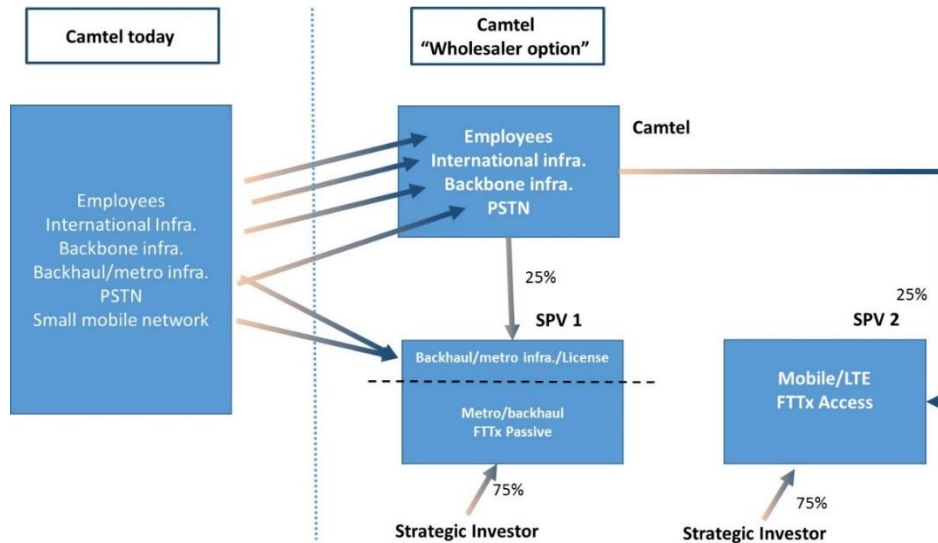 Camtel today
Camtel
“Wholesaler option”
Employees
International Infra.
Backbone infra.
Backhaul/metro infra.
PSTN
Small mobile network
Employees
International infra.
Backbone infra.
PSTN
Camtel
25%
SPV 1
Backhaul/metro infra./License
Metro/backhaul
FTTx Passive
75%
Strategic Investor
25%
SPV 2
Mobile/LTE
FTTx Access
75%
Strategic Investor